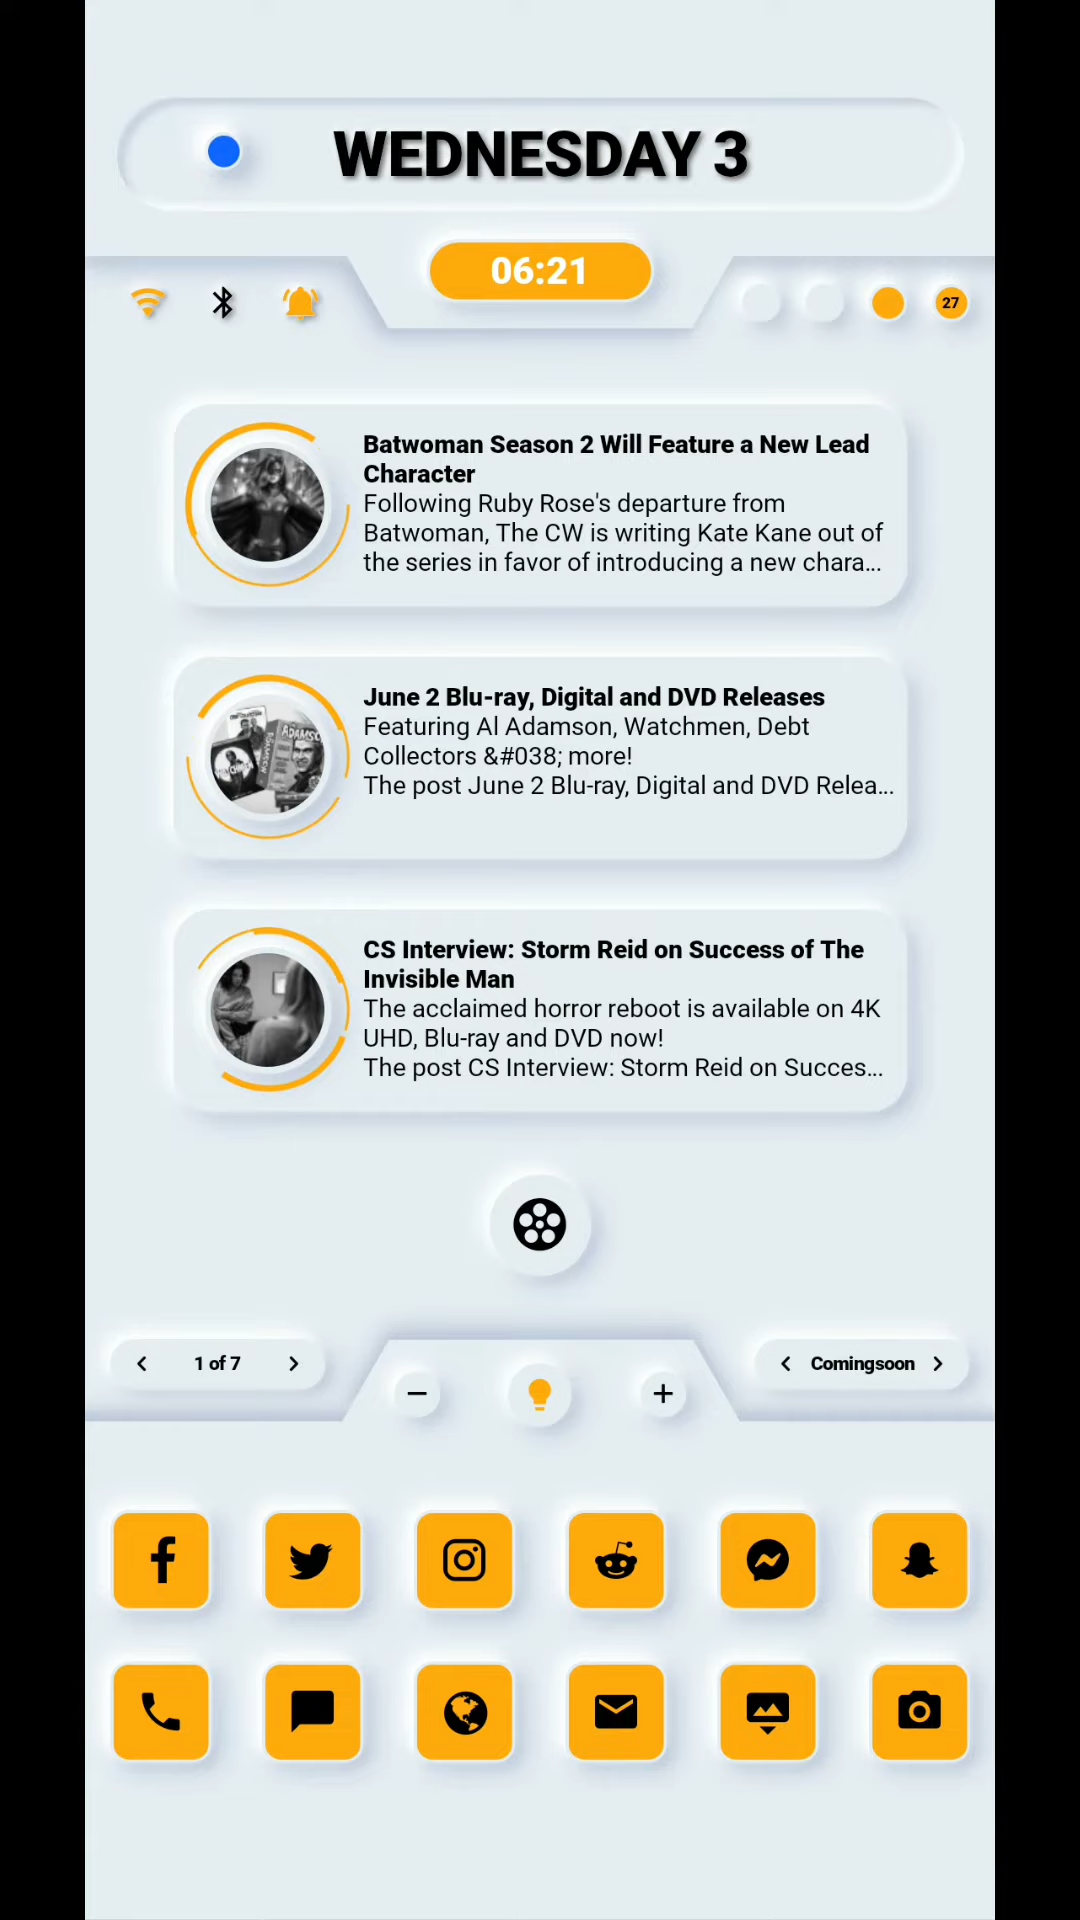 WEDNESDAY 3
06:21
27
Batwoman Season 2 Will Feature a New Lead
Character
Following Ruby Rose's departure from
Batwoman, The CW is writing Kate Kane out of
the series in favor of introducing a new chara...
June 2 Blu-ray, Digital and DVD Releases
Featuring Al Adamson, Watchmen, Debt
Collectors &#038; more!
The post June 2 Blu-ray, Digital and DVD Relea...
CS Interview: Storm Reid on Success of The
Invisible Man
The acclaimed horror reboot is available on 4K
UHD, Blu-ray and DVD now!
The post CS Interview: Storm Reid on Succes...
1 of 7
Comingsoon